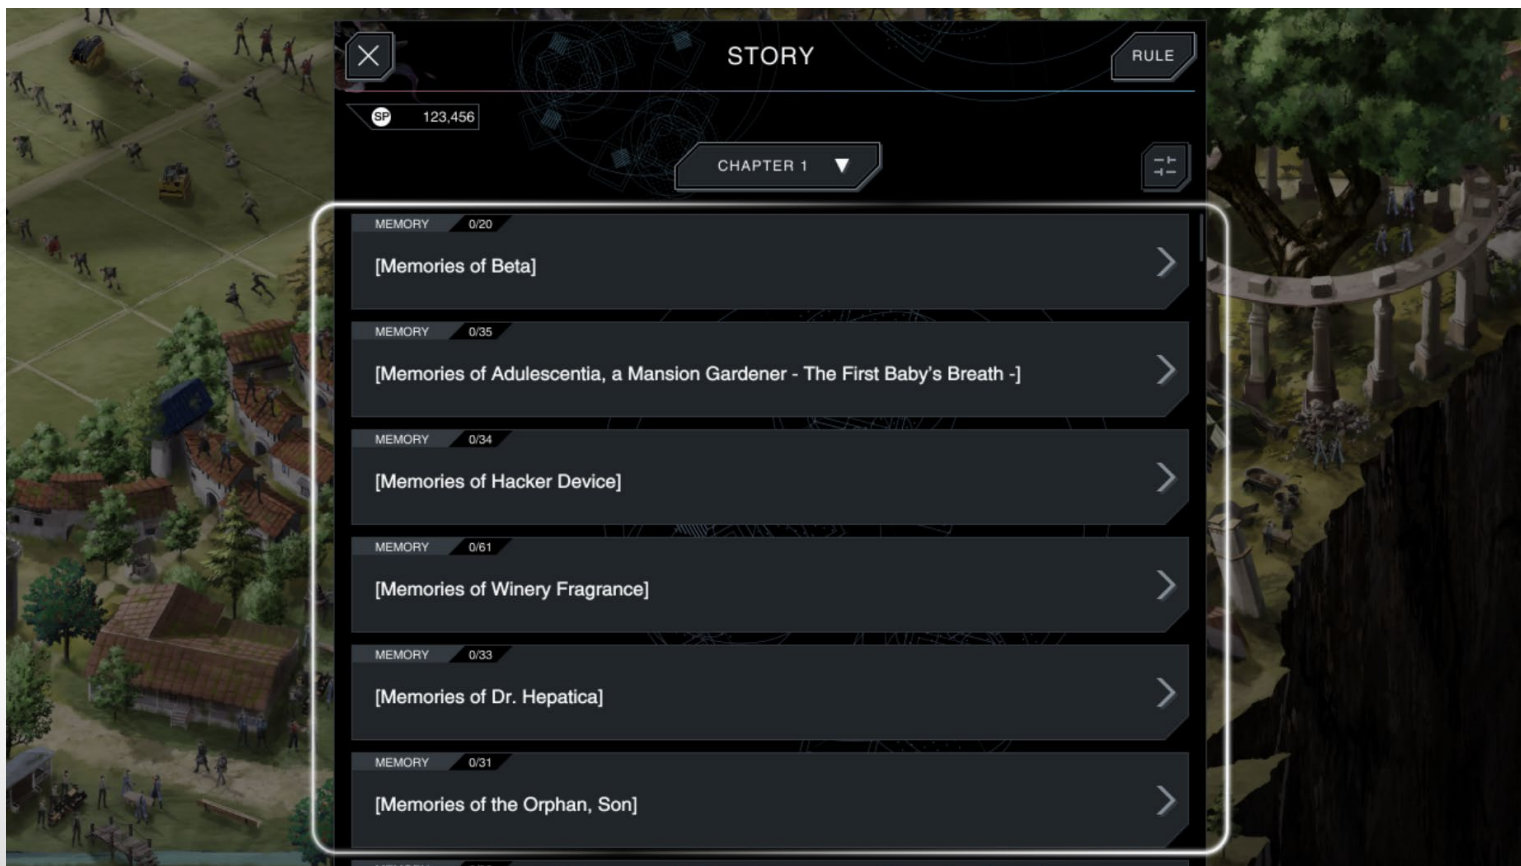 STORY
RULE
SP 123,456
CHAPTER 1
MEMORY 0/20
[Memories of Beta]
MEMORY 0/35
[Memories of Adulescentia, a Mansion Gardener - The First Baby's Breath -]
MEMORY 0/34
[Memories of Hacker Device]
MEMORY 0/61
[Memories of Winery Fragrance]
MEMORY 0/33
[Memories of Dr. Hepatica]
MEMORY 0/31
[Memories of the Orphan, Son]